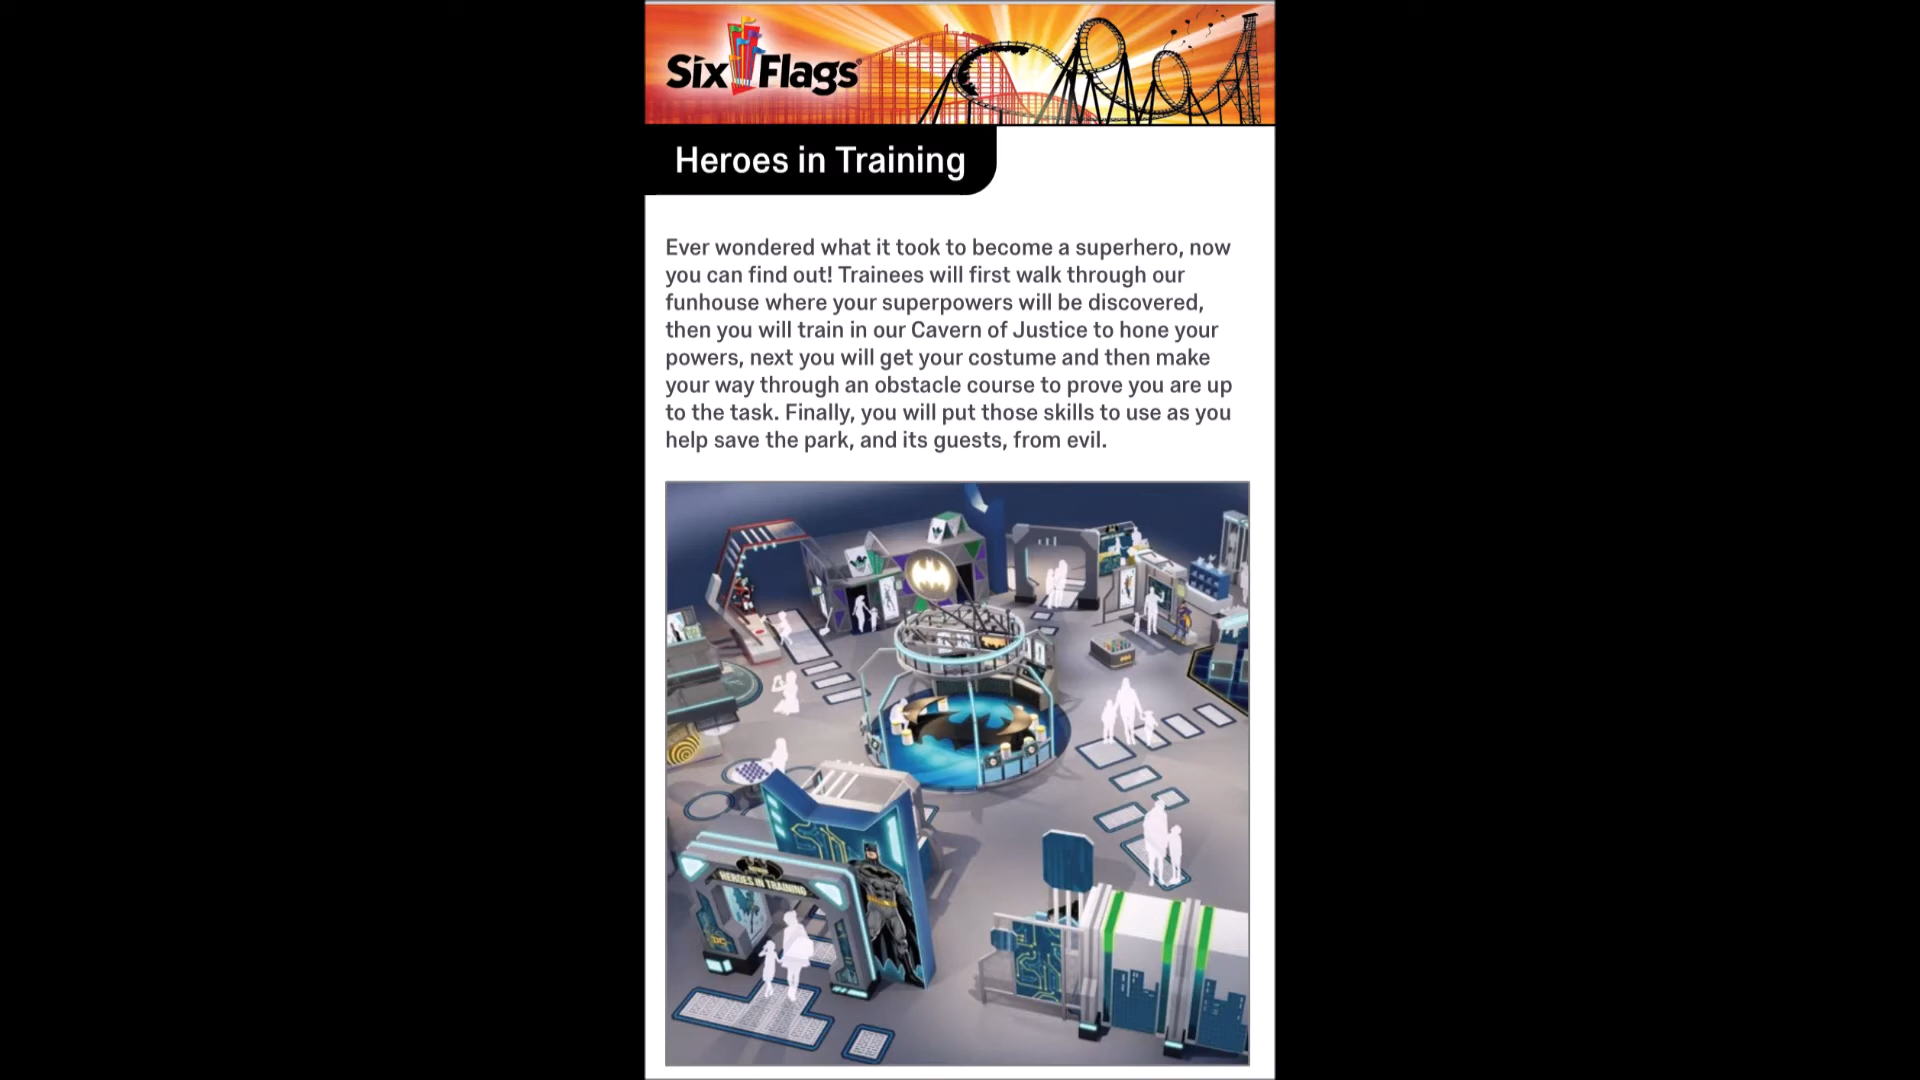 Six Flags
Heroes in Training
Ever wondered what it took to become a superhero, now
you can find out! Trainees will first walk through our
funhouse where your superpowers will be discovered,
then you will train in our Cavern of Justice to hone your
powers, next you will get your costume and then make
your way through an obstacle course to prove you are up
to the task. Finally, you will put those skills to use as you
help save the park, and its guests, from evil.
HEROES IN TRAINING
DC